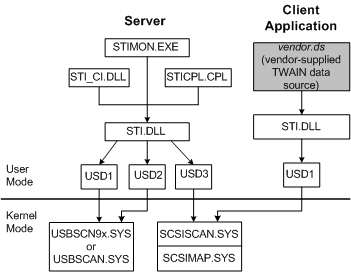 Server
Client
Application
STIMON.EXE
vendor.ds
(vendor-supplied
TWAIN data
source)
STI_CI.DLL
STICPL.CPL
STI.DLL
STI.DLL
User
Mode
USD1
USD2
USD3
USD1
Kernel
Mode
USBSCN9x.SYS
or
USBSCAN.SYS
SCSISCAN.SYS
SCSIMAP.SYS